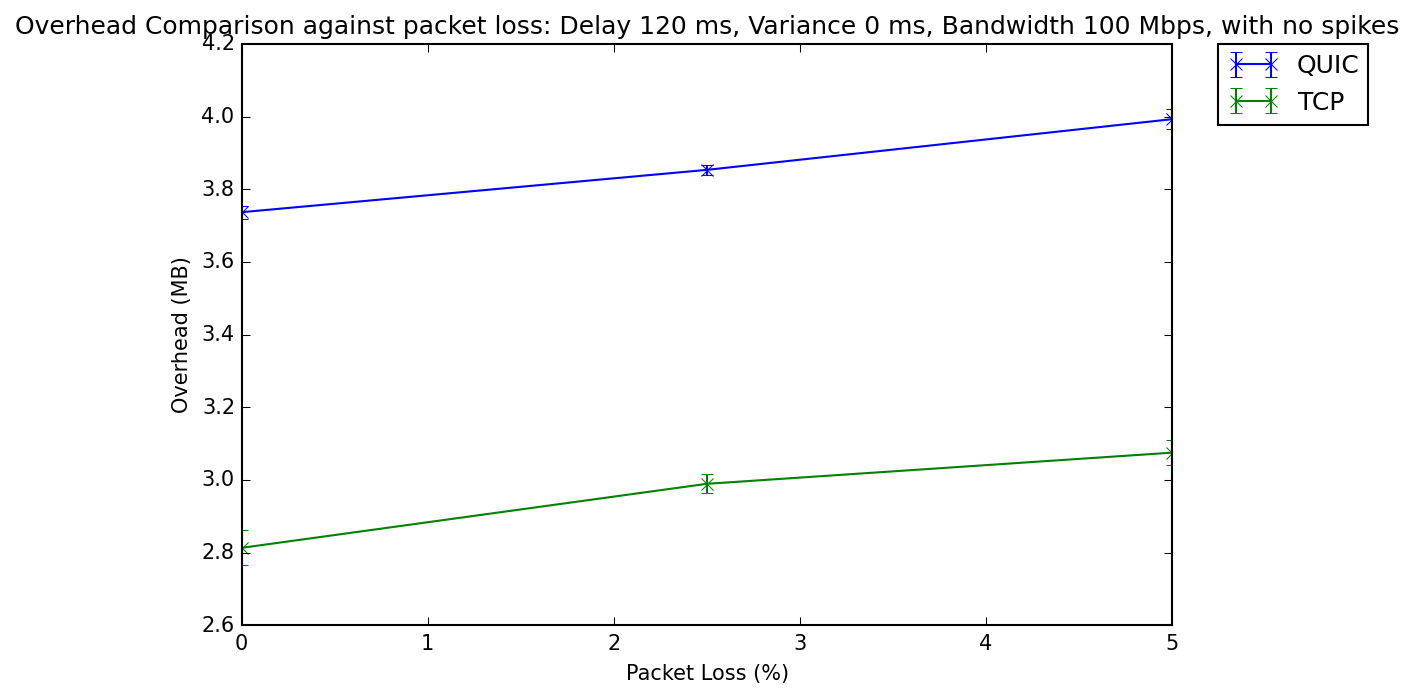 Overhead Comparison against packet loss: Delay 120 ms, Variance 0 ms, Bandwidth 100 Mbps, with no spikes
QUIC
TCP
4.2
4.0
3.8
3.6
3.4
3.2
3.0
2.8
2.6
Overhead (MB)
0 1 2 3 4 5
Packet Loss (%)